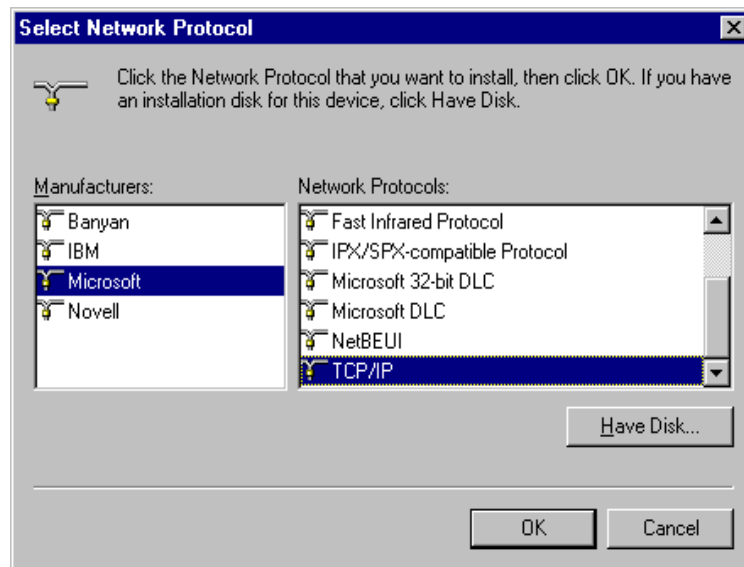 Select Network Protocol
Click the Network Protocol that you want to install, then click OK. If you have
an installation disk for this device, click Have Disk.
Manufacturers:
Banyan
IBM
Microsoft
Novell
Network Protocols:
Fast Infrared Protocol
IPX/SPX-compatible Protocol
Microsoft 32-bit DLC
Microsoft DLC
NetBEUI
TCP/IP
Have Disk...
OK
Cancel